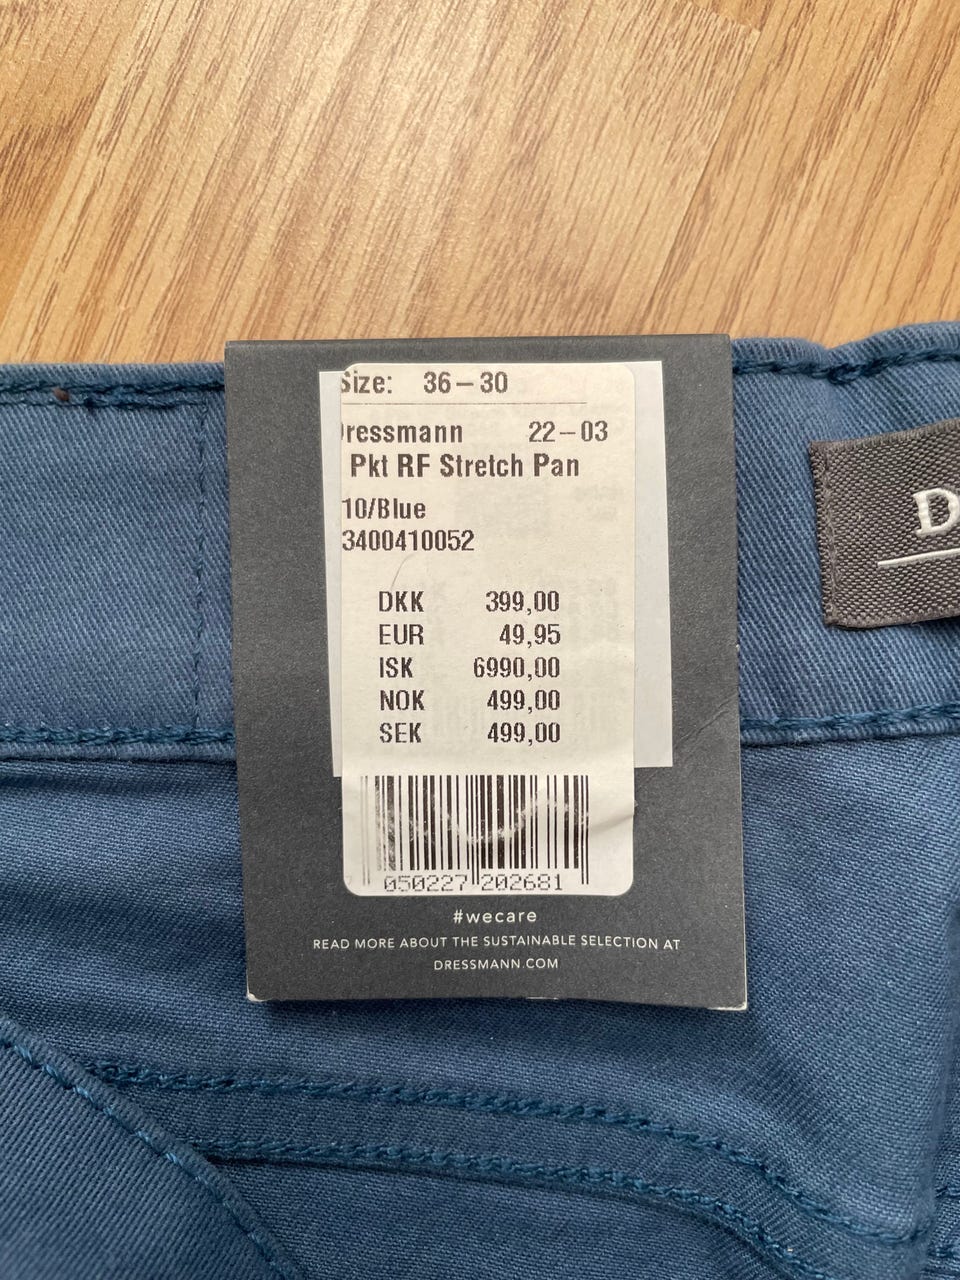 Size: 36-30
Dressmann 22-03
Pkt RF Stretch Pan
10/Blue
3400410052
DKK 399,00
EUR 49,95
ISK 6990,00
NOK 499,00
SEK 499,00
050227 202681
#wecare
READ MORE ABOUT THE SUSTAINABLE SELECTION AT
DRESSMANN.COM
D